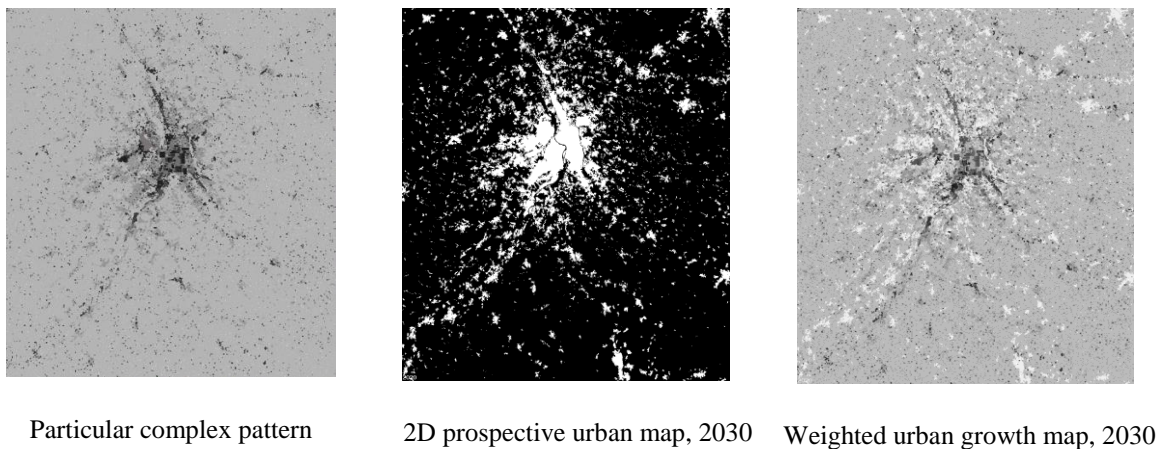 Particular complex pattern
2D prospective urban map, 2030
Weighted urban growth map, 2030